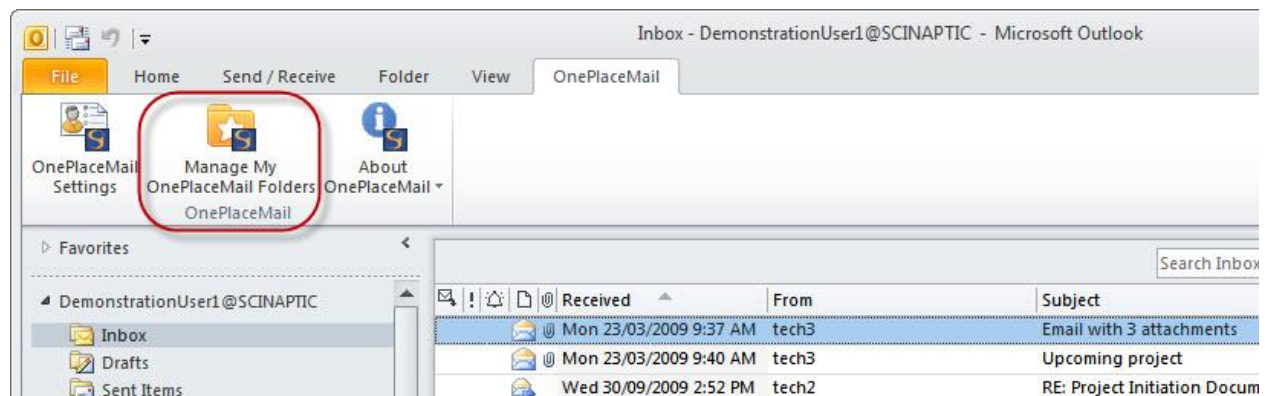 Inbox - DemonstrationUser1@SCINAPTIC - Microsoft Outlook
File Home Send / Receive Folder View OnePlaceMail
OnePlaceMail Settings
Manage My OnePlaceMail Folders
About OnePlaceMail
OnePlaceMail
Favorites
Search Inbox
DemonstrationUser1@SCINAPTIC
Received From Subject
Inbox
Mon 23/03/2009 9:37 AM tech3 Email with 3 attachments
Drafts
Mon 23/03/2009 9:40 AM tech3 Upcoming project
Sent Items
Wed 30/09/2009 2:52 PM tech2 RE: Project Initiation Docum